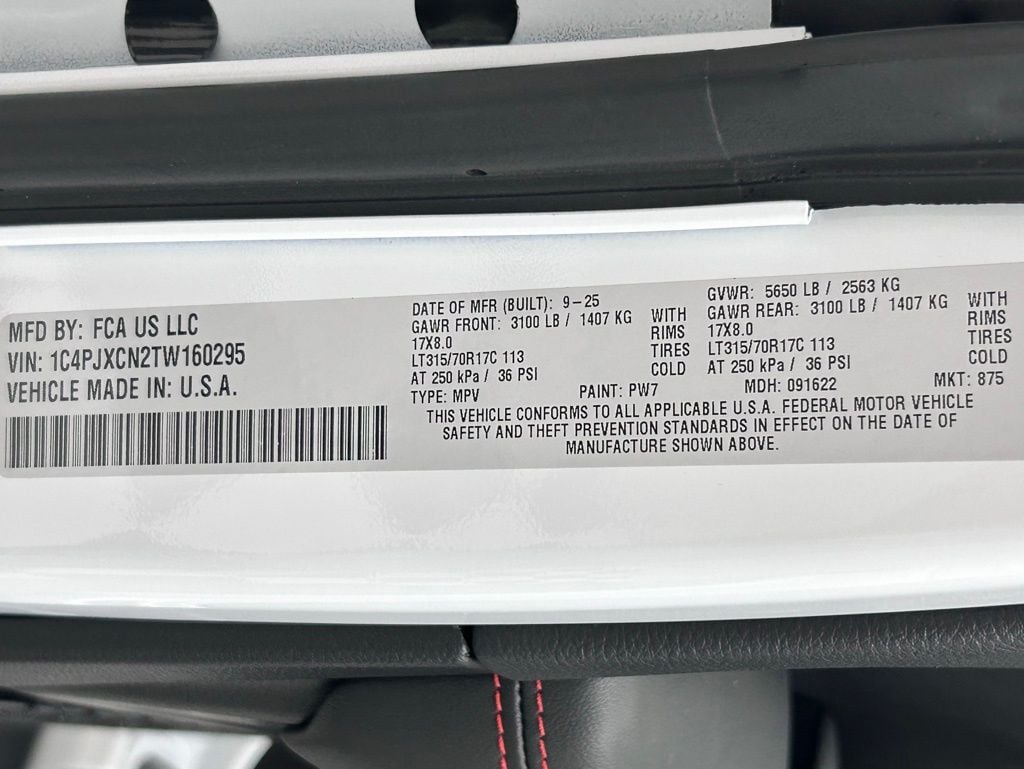 MFD BY: FCA US LLC
VIN: 1C4PJXCN2TW160295
VEHICLE MADE IN: U.S.A.
DATE OF MFR (BUILT): 9-25
GAWR FRONT: 3100 LB / 1407 KG
17X8.0
LT315/70R17C 113
AT 250 kPa / 36 PSI
WITH
RIMS
TIRES
COLD
GVWR: 5650 LB / 2563 KG
GAWR REAR: 3100 LB / 1407 KG
17X8.0
LT315/70R17C 113
AT 250 kPa / 36 PSI
WITH
RIMS
TIRES
COLD
TYPE: MPV PAINT: PW7 MDH: 091622 MKT: 875
THIS VEHICLE CONFORMS TO ALL APPLICABLE U.S.A. FEDERAL MOTOR VEHICLE
SAFETY AND THEFT PREVENTION STANDARDS IN EFFECT ON THE DATE OF
MANUFACTURE SHOWN ABOVE.